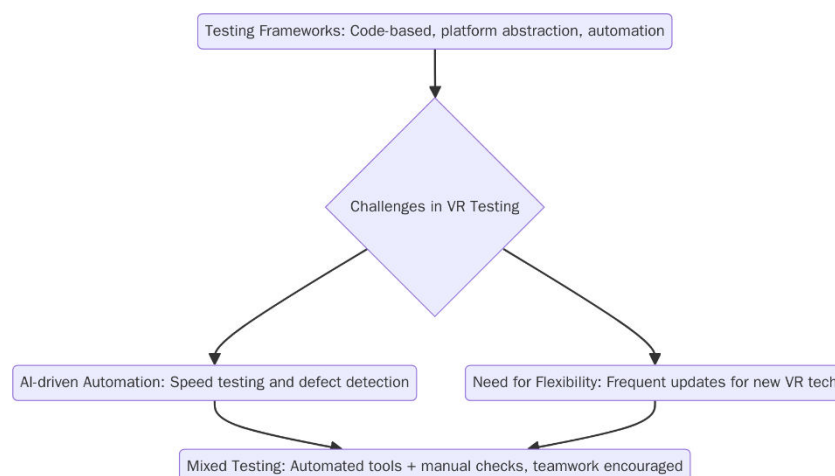 Testing Frameworks: Code-based, platform abstraction, automation
Challenges in VR Testing
AI-driven Automation: Speed testing and defect detection
Need for Flexibility: Frequent updates for new VR tech
Mixed Testing: Automated tools + manual checks, teamwork encouraged